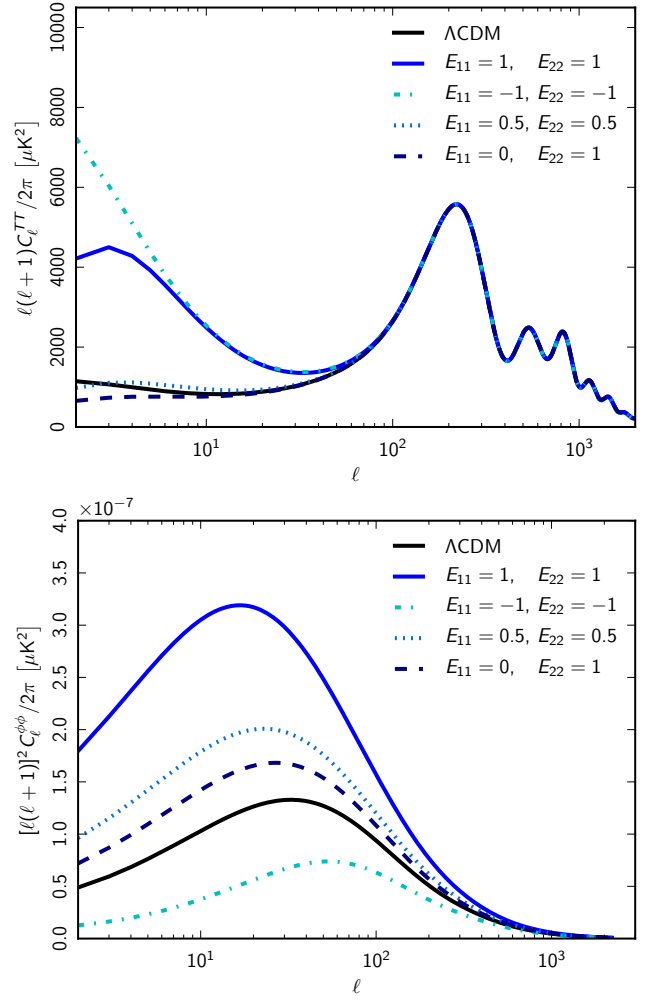 10000
8000
6000
4000
2000
0
ℓ(ℓ + 1)C_ℓ^{TT}/2π [μK²]
ΛCDM
E₁₁ = 1, E₂₂ = 1
E₁₁ = −1, E₂₂ = −1
E₁₁ = 0.5, E₂₂ = 0.5
E₁₁ = 0, E₂₂ = 1
10¹ 10² 10³
ℓ
×10⁻⁷
4.0
3.5
3.0
2.5
2.0
1.5
1.0
0.5
0.0
[ℓ(ℓ + 1)]² C_ℓ^{ϕϕ}/2π [μK²]
ΛCDM
E₁₁ = 1, E₂₂ = 1
E₁₁ = −1, E₂₂ = −1
E₁₁ = 0.5, E₂₂ = 0.5
E₁₁ = 0, E₂₂ = 1
10¹ 10² 10³
ℓ